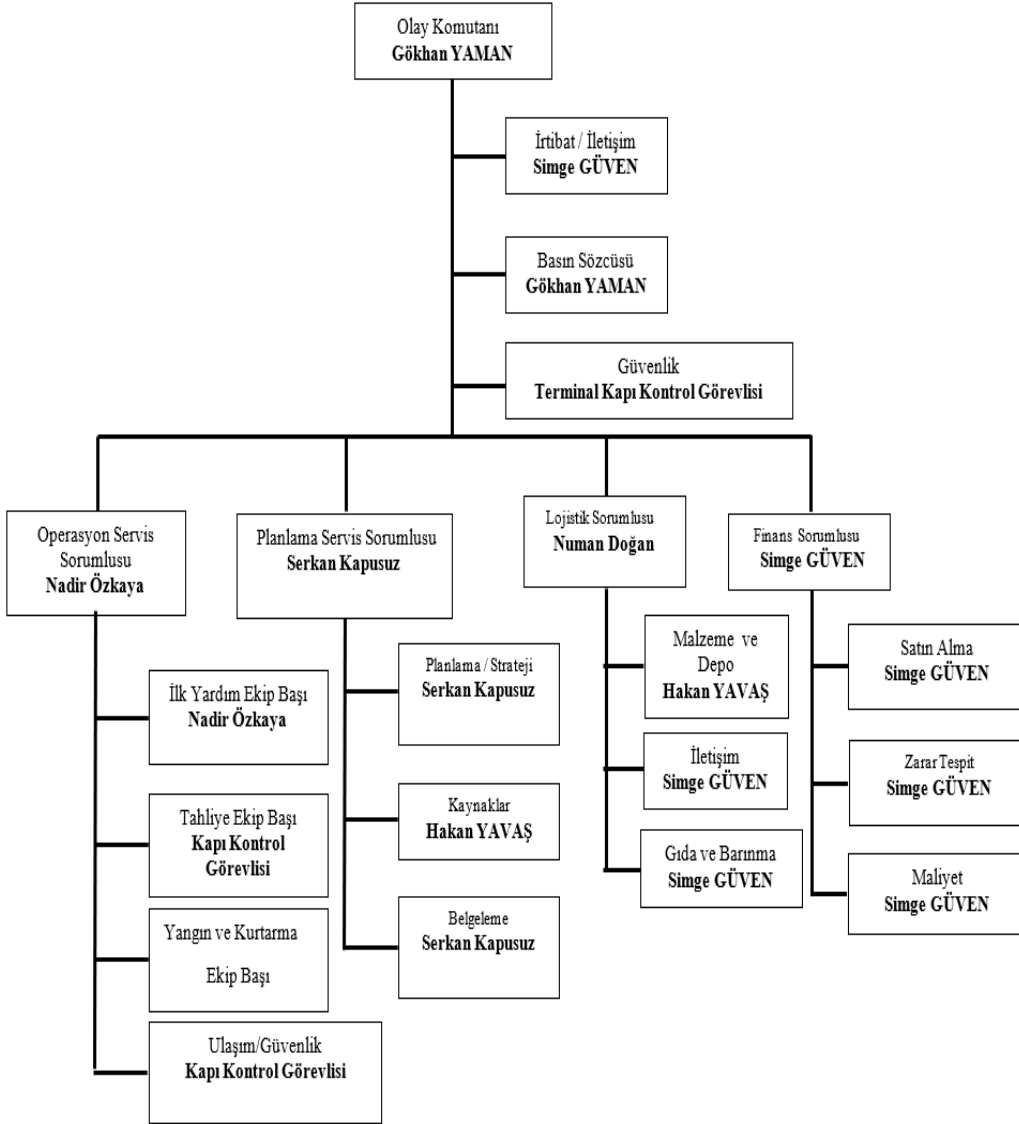 Olay Komutanı
Gökhan YAMAN
İrtibat / İletişim
Simge GÜVEN
Basın Sözcüsü
Gökhan YAMAN
Güvenlik
Terminal Kapı Kontrol Görevlisi
Operasyon Servis
Sorumlusu
Nadir Özkaya
İlk Yardım Ekip Başı
Nadir Özkaya
Tahliye Ekip Başı
Kapı Kontrol
Görevlisi
Yangın ve Kurtarma
Ekip Başı
Ulaşım/Güvenlik
Kapı Kontrol Görevlisi
Planlama Servis Sorumlusu
Serkan Kapusuz
Planlama / Strateji
Serkan Kapusuz
Kaynaklar
Hakan YAVAŞ
Belgeleme
Serkan Kapusuz
Lojistik Sorumlusu
Numan Doğan
Malzeme ve
Depo
Hakan YAVAŞ
İletişim
Simge GÜVEN
Gıda ve Barınma
Simge GÜVEN
Finans Sorumlusu
Simge GÜVEN
Satın Alma
Simge GÜVEN
Zarar Tespit
Simge GÜVEN
Maliyet
Simge GÜVEN